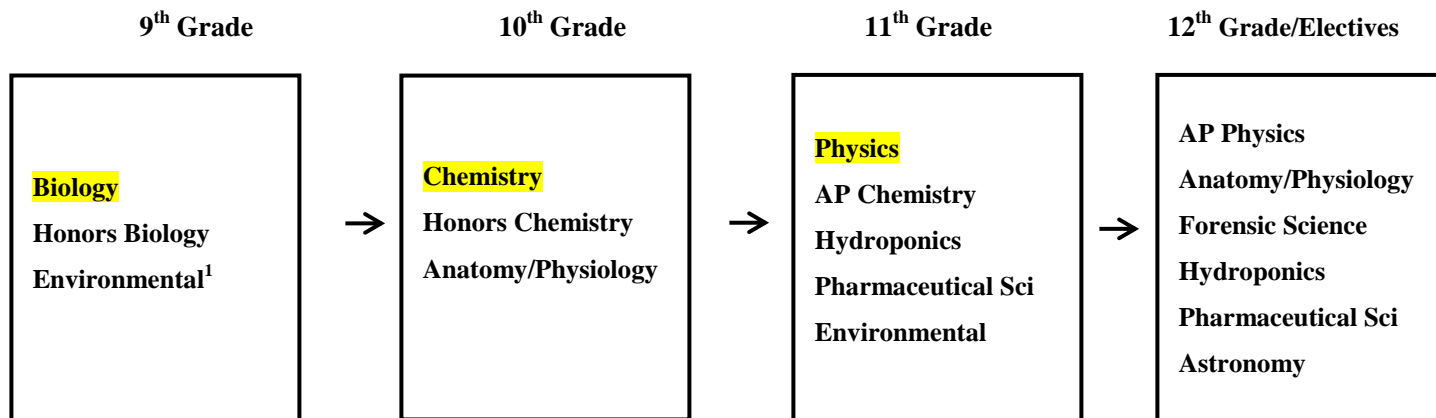 9th Grade
10th Grade
11th Grade
12th Grade/Electives
Biology
Honors Biology
Environmental1
Chemistry
Honors Chemistry
Anatomy/Physiology
Physics
AP Chemistry
Hydroponics
Pharmaceutical Sci
Environmental
AP Physics
Anatomy/Physiology
Forensic Science
Hydroponics
Pharmaceutical Sci
Astronomy